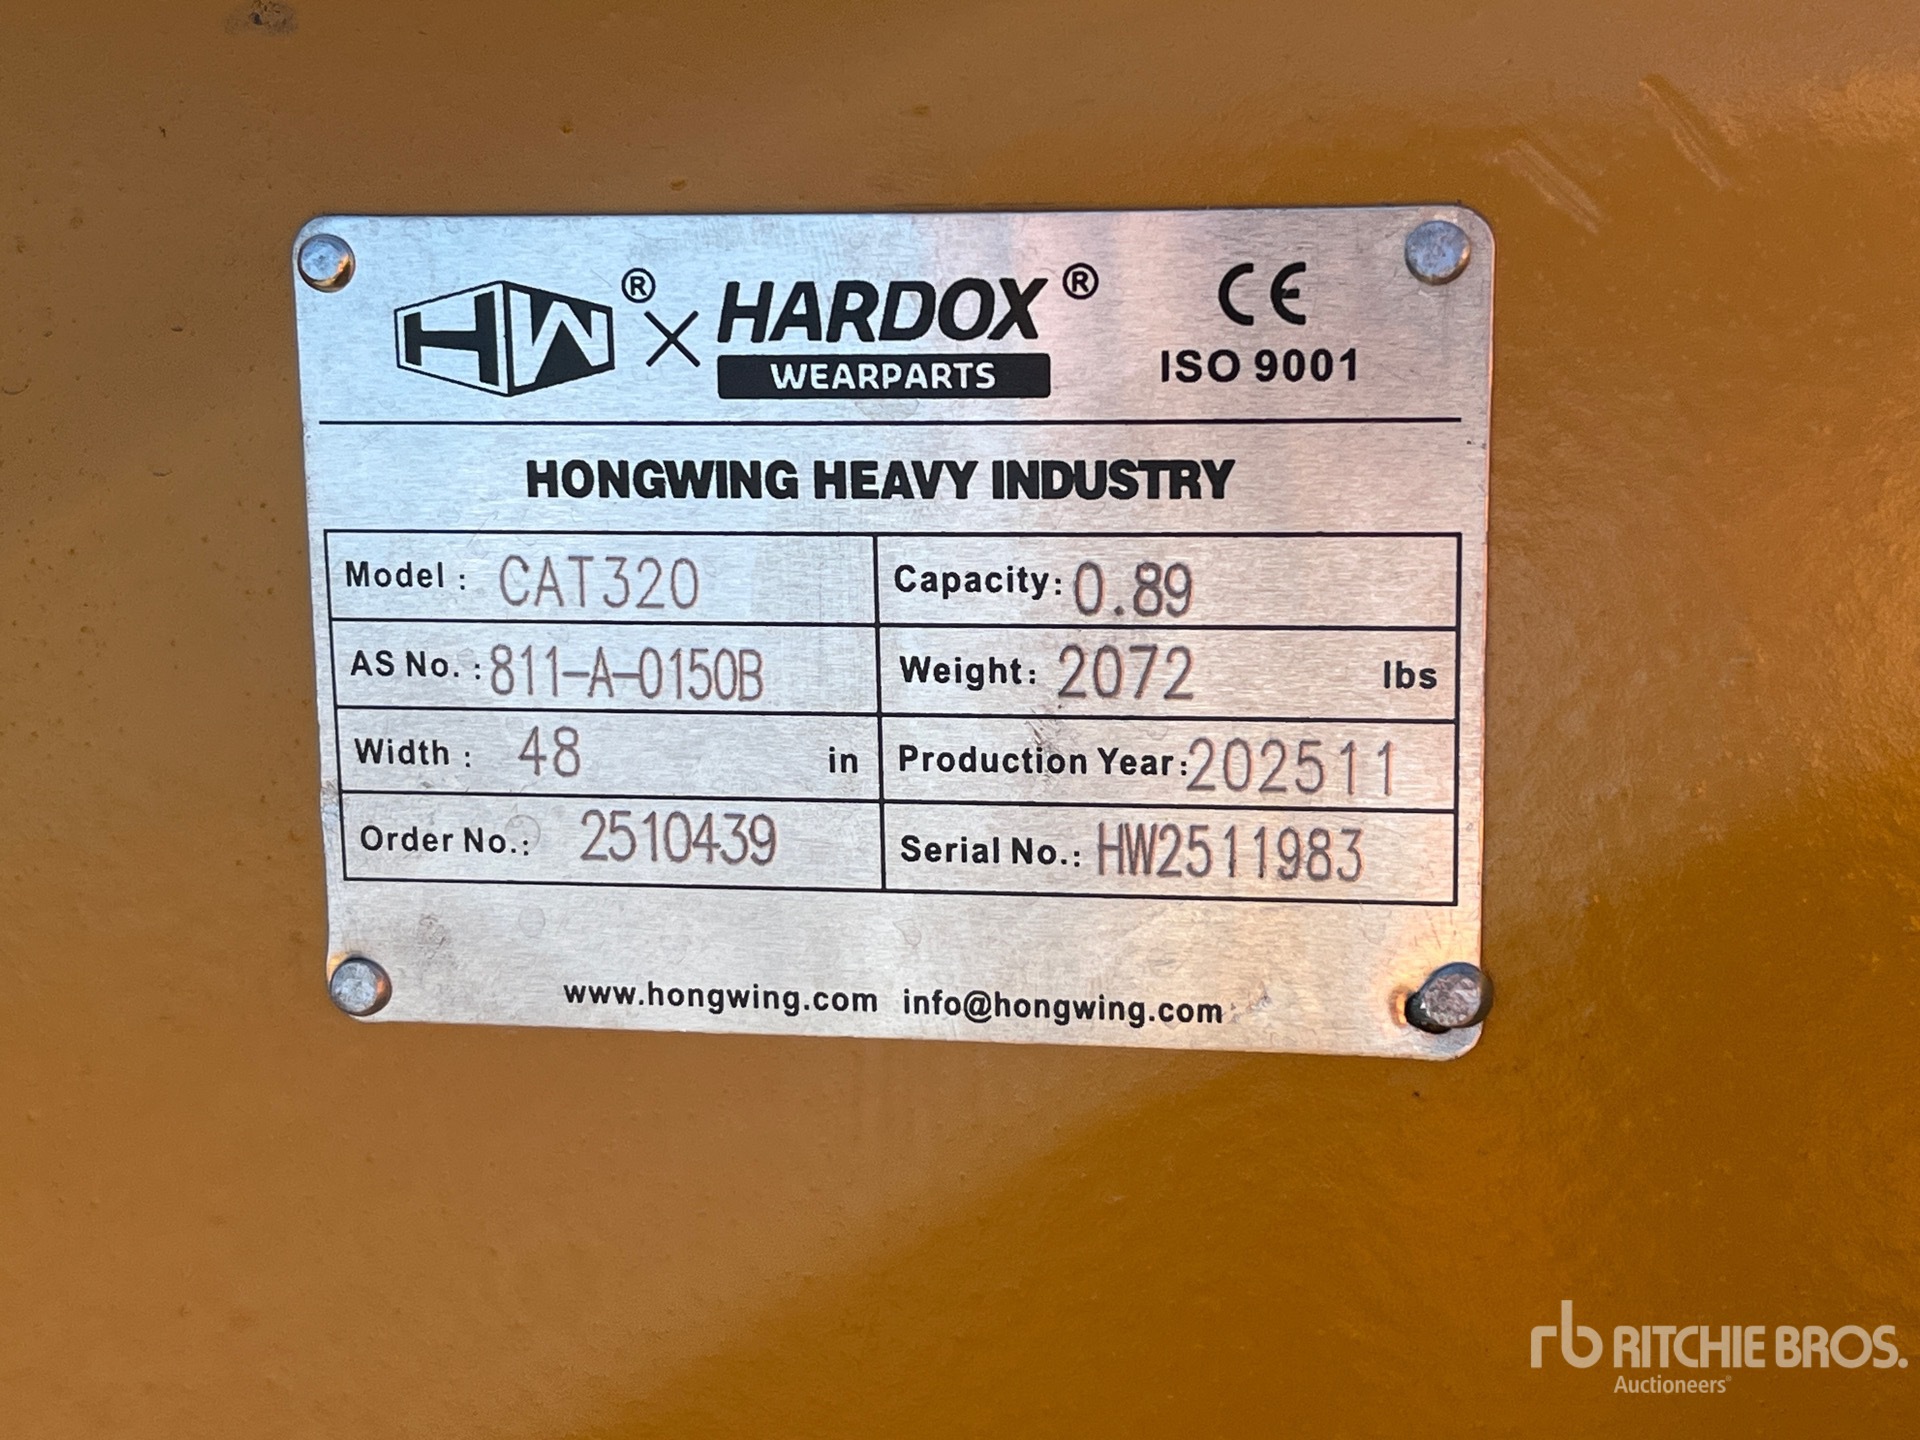 HW® × HARDOX® CE
WEARPARTS ISO 9001
HONGWING HEAVY INDUSTRY
Model : CAT320 Capacity: 0.89
AS No. : 811-A-0150B Weight: 2072 lbs
Width : 48 in Production Year: 202511
Order No.: 2510439 Serial No.: HW2511983
www.hongwing.com info@hongwing.com
rb RITCHIE BROS.
Auctioneers®